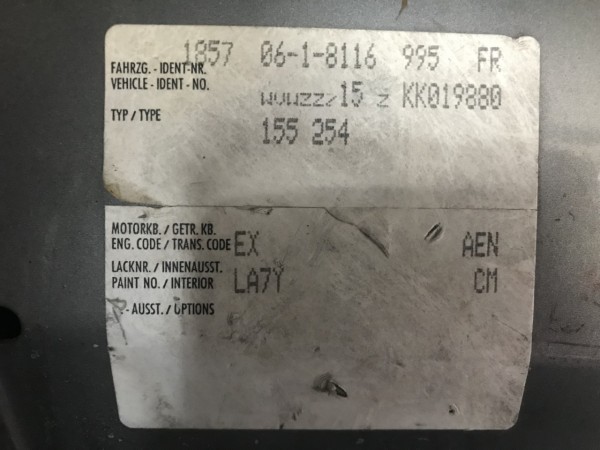 1857 06-1-8116 995 FR
FAHRZG. - IDENT-NR.
VEHICLE - IDENT - NO. WVWZZZ15 Z KK019880
TYP / TYPE 155 254
MOTORKB. / GETR. KB.
ENG. CODE / TRANS. CODE EX AEN
LACKNR. / INNENAUSST.
PAINT NO. / INTERIOR LA7Y CM
- AUSST. / OPTIONS